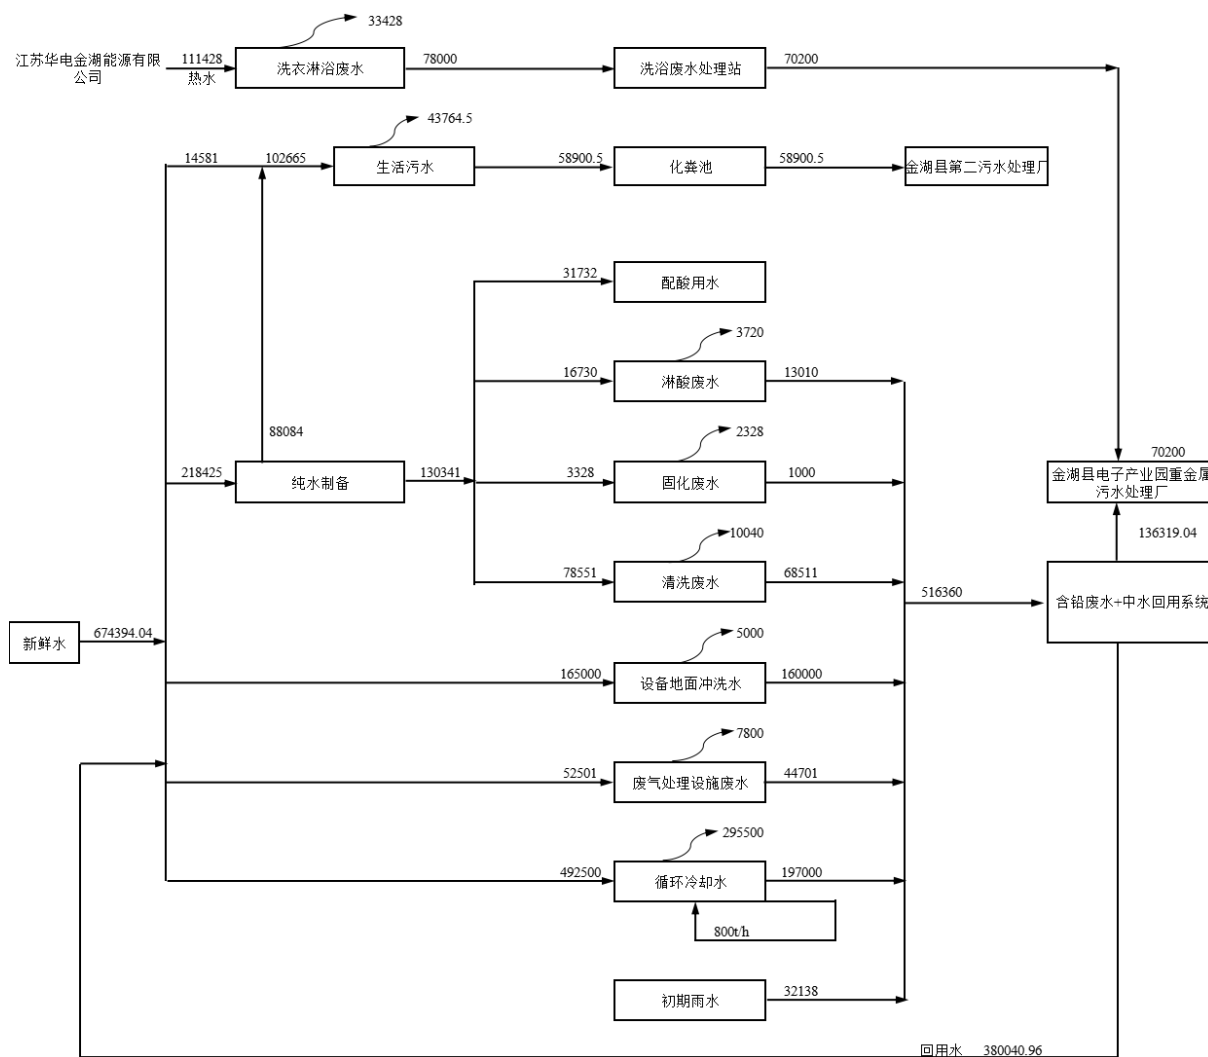 33428
江苏华电金湖能源有限
公司
111428
热水
洗衣淋浴废水
78000
洗浴废水处理站
70200
43764.5
14581
102665
生活污水
58900.5
化粪池
58900.5
金湖县第二污水处理厂
31732
配酸用水
3720
16730
淋酸废水
13010
88084
2328
218425
纯水制备
130341
3328
固化废水
1000
70200
金湖县电子产业园重金属
污水处理厂
136319.04
10040
78551
清洗废水
68511
516360
含铅废水+中水回用系统
新鲜水
674394.04
5000
165000
设备地面冲洗水
160000
7800
52501
废气处理设施废水
44701
295500
492500
循环冷却水
197000
800t/h
初期雨水
32138
回用水 380040.96